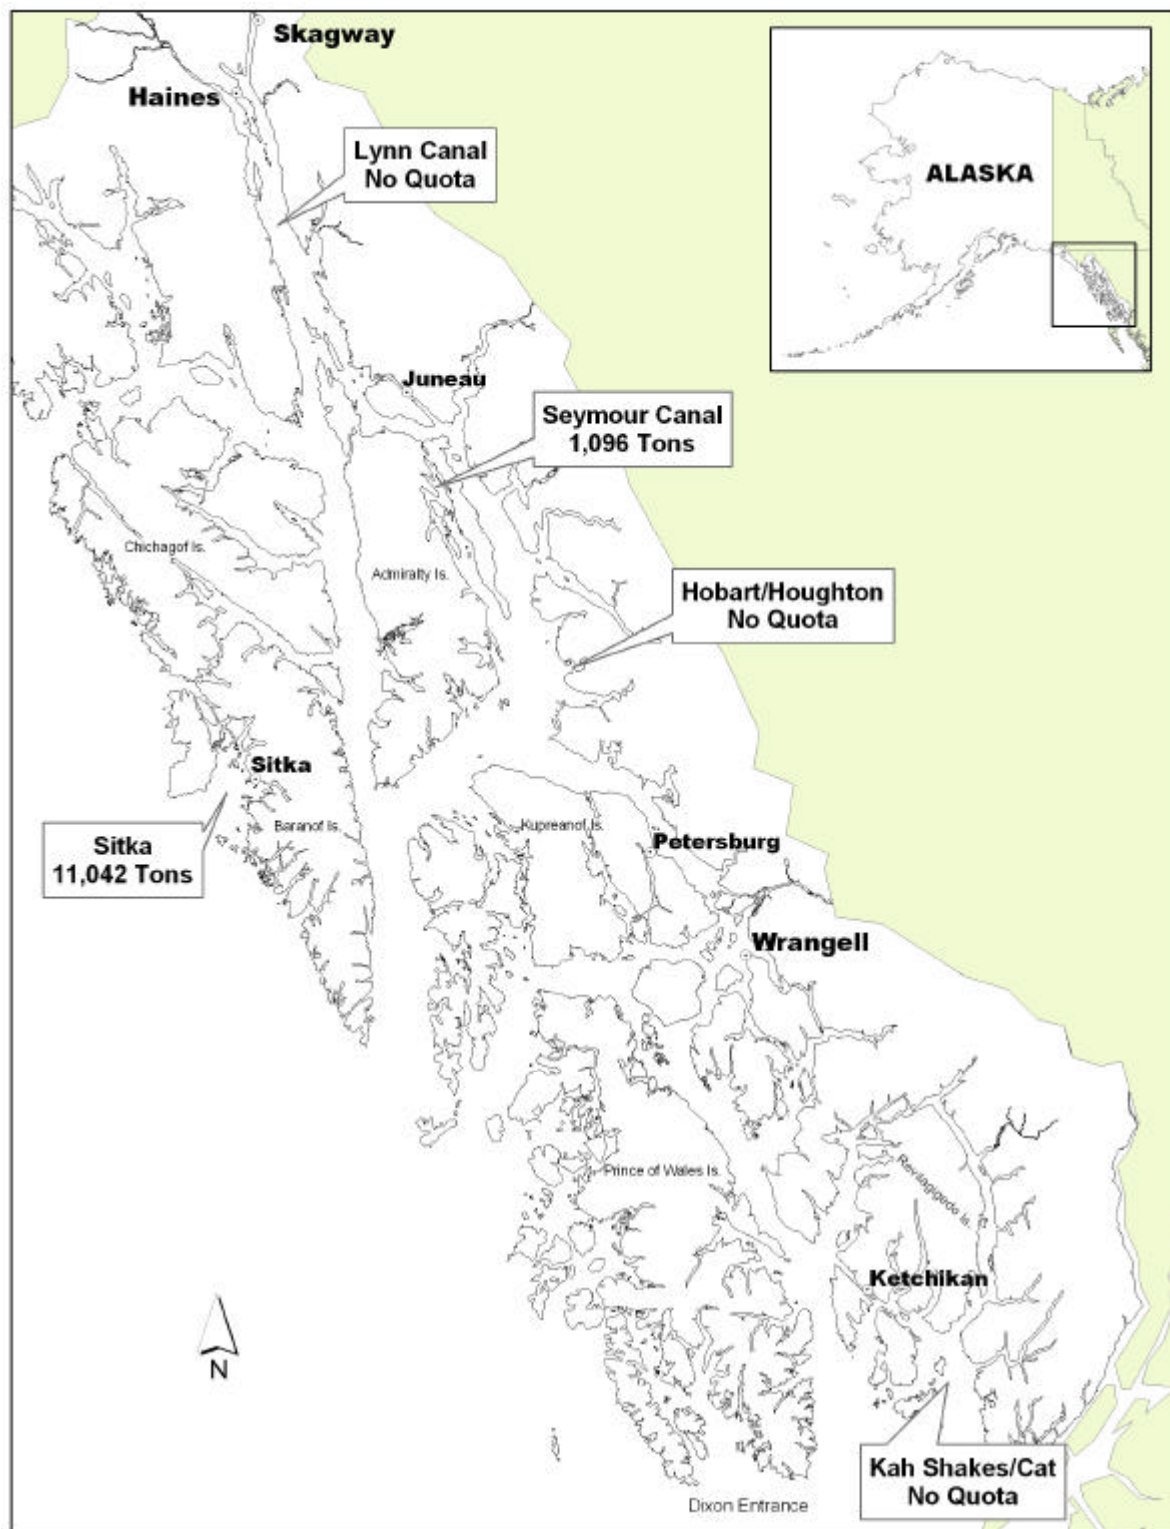 Skagway
Haines
Lynn Canal
No Quota
ALASKA
Juneau
Seymour Canal
1,096 Tons
Chichagof Is.
Admiralty Is.
Hobart/Houghton
No Quota
Sitka
Sitka
11,042 Tons
Baranof Is.
Kupreanof Is.
Petersburg
Wrangell
Prince of Wales Is.
Revillagigedo Is.
Ketchikan
N
Kah Shakes/Cat
No Quota
Dixon Entrance